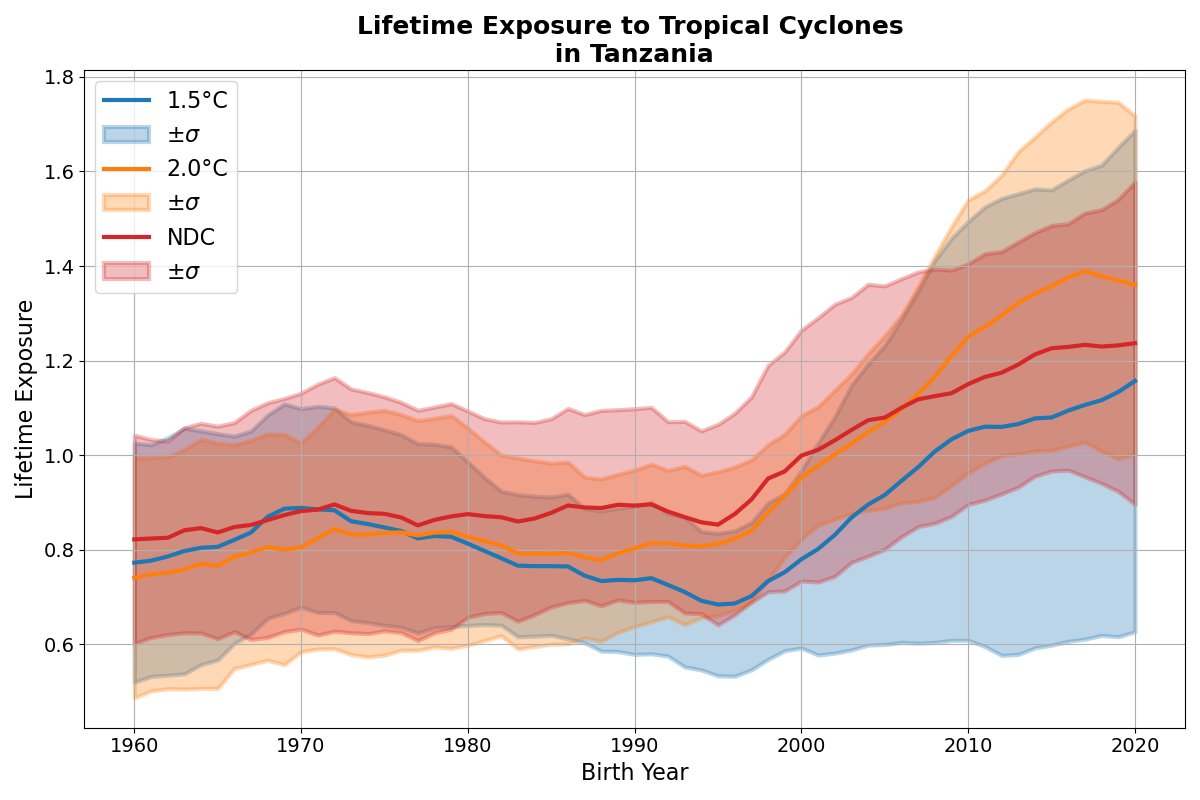 Lifetime Exposure to Tropical Cyclones
in Tanzania
1.8
1.6
1.4
1.2
1.0
0.8
0.6
Lifetime Exposure
1.5°C
±σ
2.0°C
±σ
NDC
±σ
1960
1970
1980
1990
2000
2010
2020
Birth Year